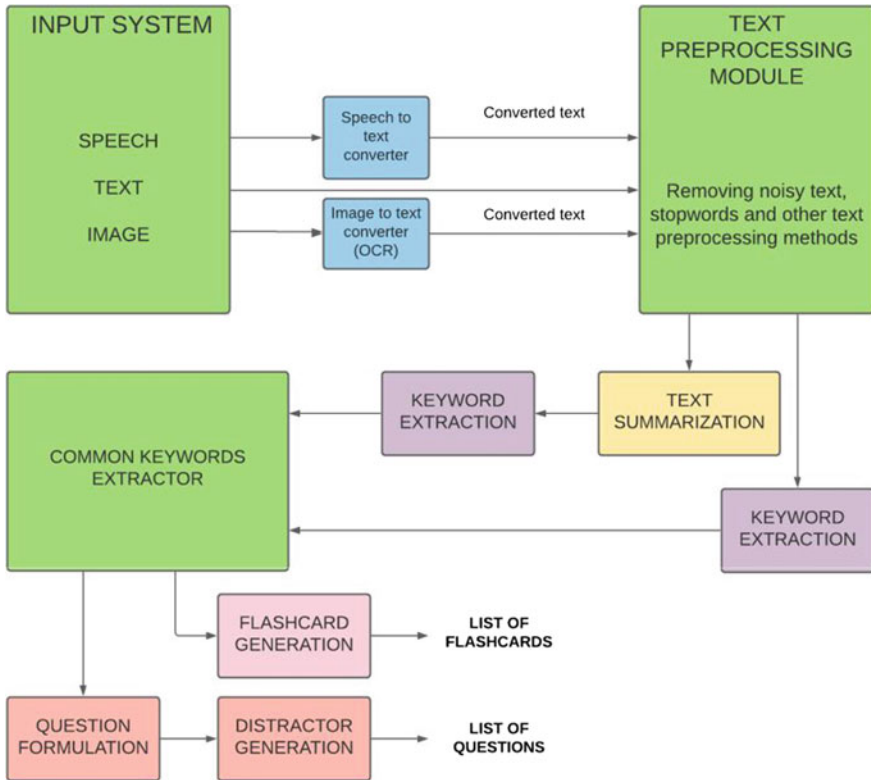 INPUT SYSTEM
SPEECH
TEXT
IMAGE
Speech to
text
converter
Converted text
Image to text
converter
(OCR)
Converted text
TEXT
PREPROCESSING
MODULE
Removing noisy text,
stopwords and other text
preprocessing methods
TEXT
SUMMARIZATION
KEYWORD
EXTRACTION
KEYWORD
EXTRACTION
COMMON KEYWORDS
EXTRACTOR
FLASHCARD
GENERATION
LIST OF
FLASHCARDS
QUESTION
FORMULATION
DISTRACTOR
GENERATION
LIST OF
QUESTIONS